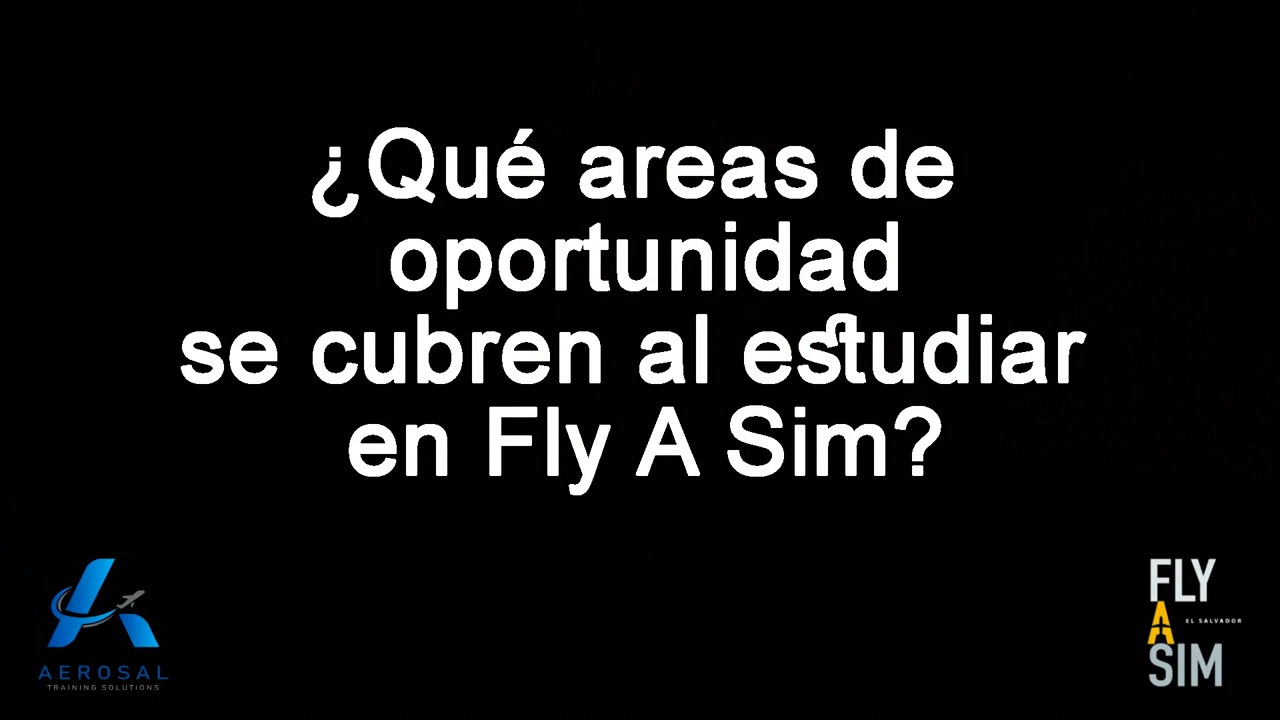 ¿Qué areas de
oportunidad
se cubren al estudiar
en Fly A Sim?
AEROSAL
TRAINING SOLUTIONS
FLY
A
EL SALVADOR
SIM